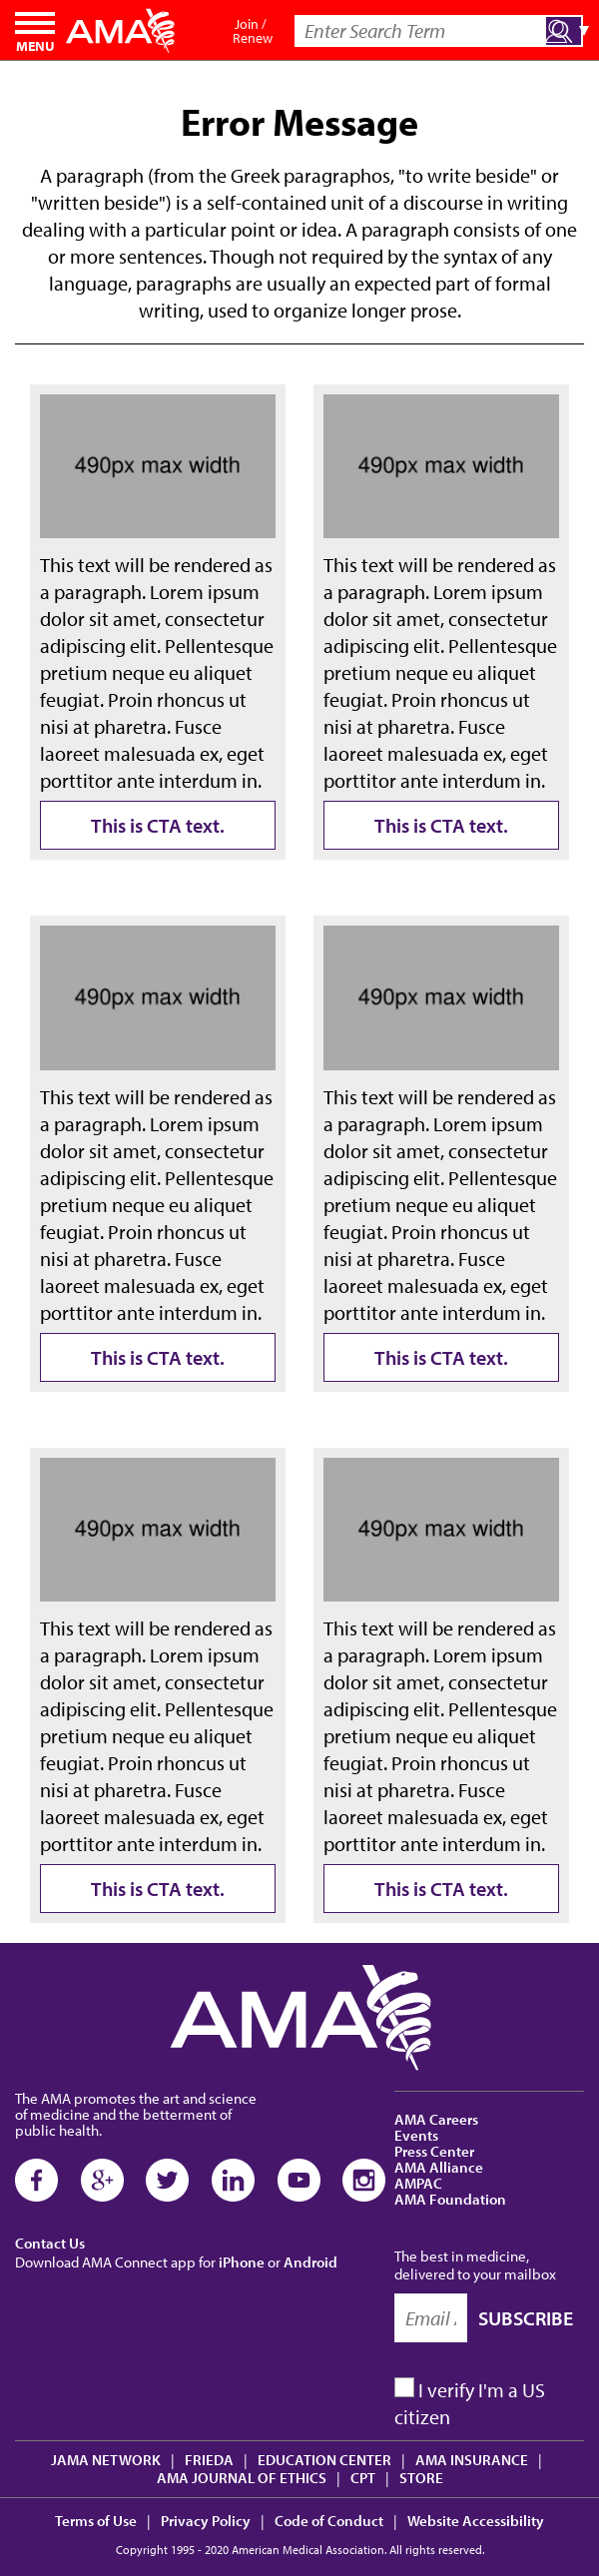 MENU
AMA
Join /
Renew
Enter Search Term
Error Message
A paragraph (from the Greek paragraphos, "to write beside" or
"written beside") is a self-contained unit of a discourse in writing
dealing with a particular point or idea. A paragraph consists of one
or more sentences. Though not required by the syntax of any
language, paragraphs are usually an expected part of formal
writing, used to organize longer prose.
490px max width
This text will be rendered as
a paragraph. Lorem ipsum
dolor sit amet, consectetur
adipiscing elit. Pellentesque
pretium neque eu aliquet
feugiat. Proin rhoncus ut
nisi at pharetra. Fusce
laoreet malesuada ex, eget
porttitor ante interdum in.
This is CTA text.
490px max width
This text will be rendered as
a paragraph. Lorem ipsum
dolor sit amet, consectetur
adipiscing elit. Pellentesque
pretium neque eu aliquet
feugiat. Proin rhoncus ut
nisi at pharetra. Fusce
laoreet malesuada ex, eget
porttitor ante interdum in.
This is CTA text.
490px max width
This text will be rendered as
a paragraph. Lorem ipsum
dolor sit amet, consectetur
adipiscing elit. Pellentesque
pretium neque eu aliquet
feugiat. Proin rhoncus ut
nisi at pharetra. Fusce
laoreet malesuada ex, eget
porttitor ante interdum in.
This is CTA text.
490px max width
This text will be rendered as
a paragraph. Lorem ipsum
dolor sit amet, consectetur
adipiscing elit. Pellentesque
pretium neque eu aliquet
feugiat. Proin rhoncus ut
nisi at pharetra. Fusce
laoreet malesuada ex, eget
porttitor ante interdum in.
This is CTA text.
490px max width
This text will be rendered as
a paragraph. Lorem ipsum
dolor sit amet, consectetur
adipiscing elit. Pellentesque
pretium neque eu aliquet
feugiat. Proin rhoncus ut
nisi at pharetra. Fusce
laoreet malesuada ex, eget
porttitor ante interdum in.
This is CTA text.
490px max width
This text will be rendered as
a paragraph. Lorem ipsum
dolor sit amet, consectetur
adipiscing elit. Pellentesque
pretium neque eu aliquet
feugiat. Proin rhoncus ut
nisi at pharetra. Fusce
laoreet malesuada ex, eget
porttitor ante interdum in.
This is CTA text.
AMA
The AMA promotes the art and science
of medicine and the betterment of
public health.
Contact Us
Download AMA Connect app for iPhone or Android
AMA Careers
Events
Press Center
AMA Alliance
AMPAC
AMA Foundation
The best in medicine,
delivered to your mailbox
Email
SUBSCRIBE
I verify I'm a US
citizen
JAMA NETWORK | FRIEDA | EDUCATION CENTER | AMA INSURANCE |
AMA JOURNAL OF ETHICS | CPT | STORE
Terms of Use | Privacy Policy | Code of Conduct | Website Accessibility
Copyright 1995 - 2020 American Medical Association. All rights reserved.